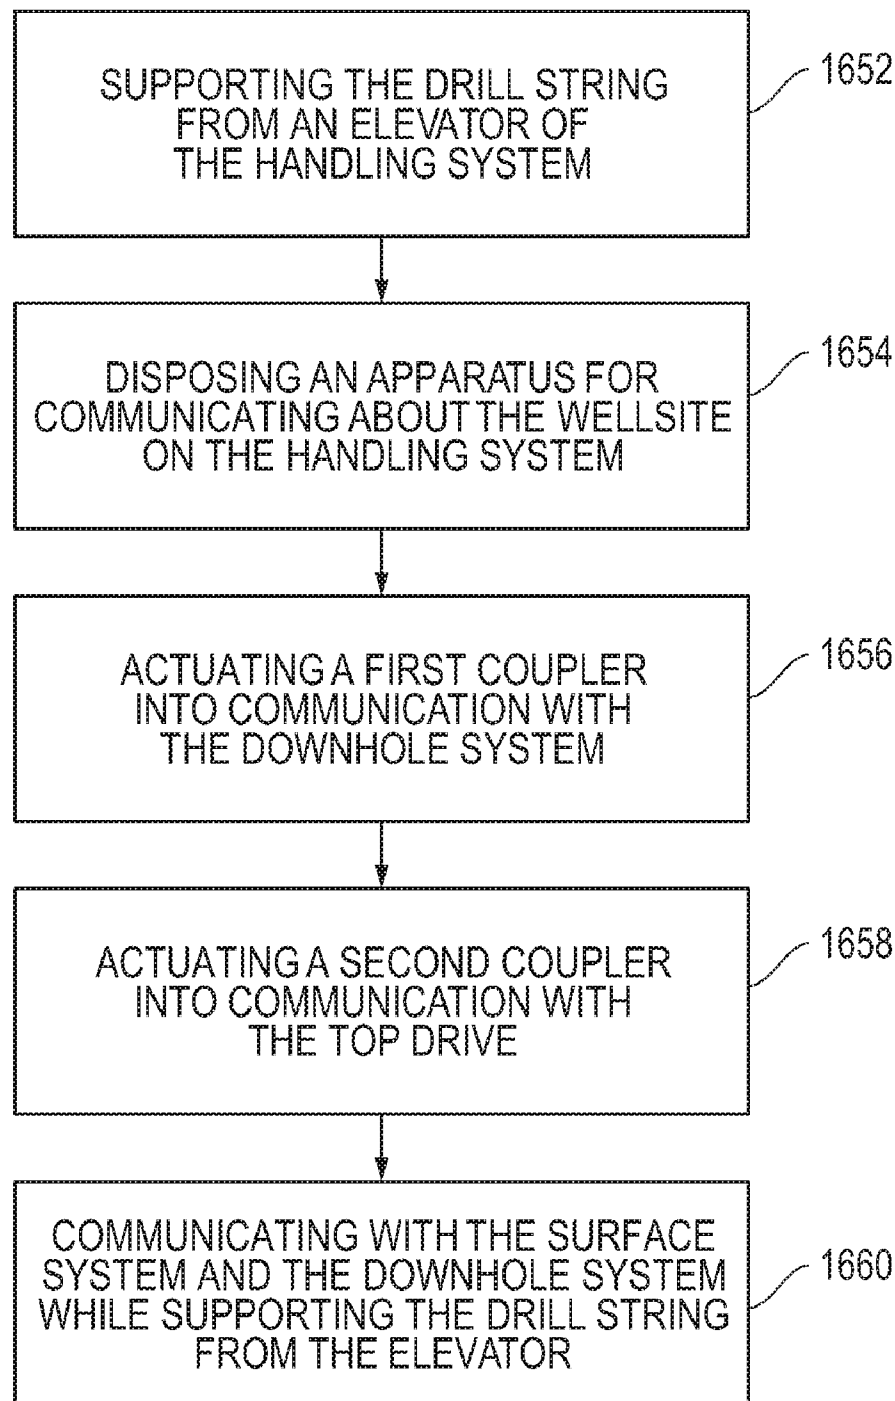 SUPPORTING THE DRILL STRING
FROM AN ELEVATOR OF
THE HANDLING SYSTEM
1652
DISPOSING AN APPARATUS FOR
COMMUNICATING ABOUT THE WELLSITE
ON THE HANDLING SYSTEM
1654
ACTUATING A FIRST COUPLER
INTO COMMUNICATION WITH
THE DOWNHOLE SYSTEM
1656
ACTUATING A SECOND COUPLER
INTO COMMUNICATION WITH
THE TOP DRIVE
1658
COMMUNICATING WITH THE SURFACE
SYSTEM AND THE DOWNHOLE SYSTEM
WHILE SUPPORTING THE DRILL STRING
FROM THE ELEVATOR
1660